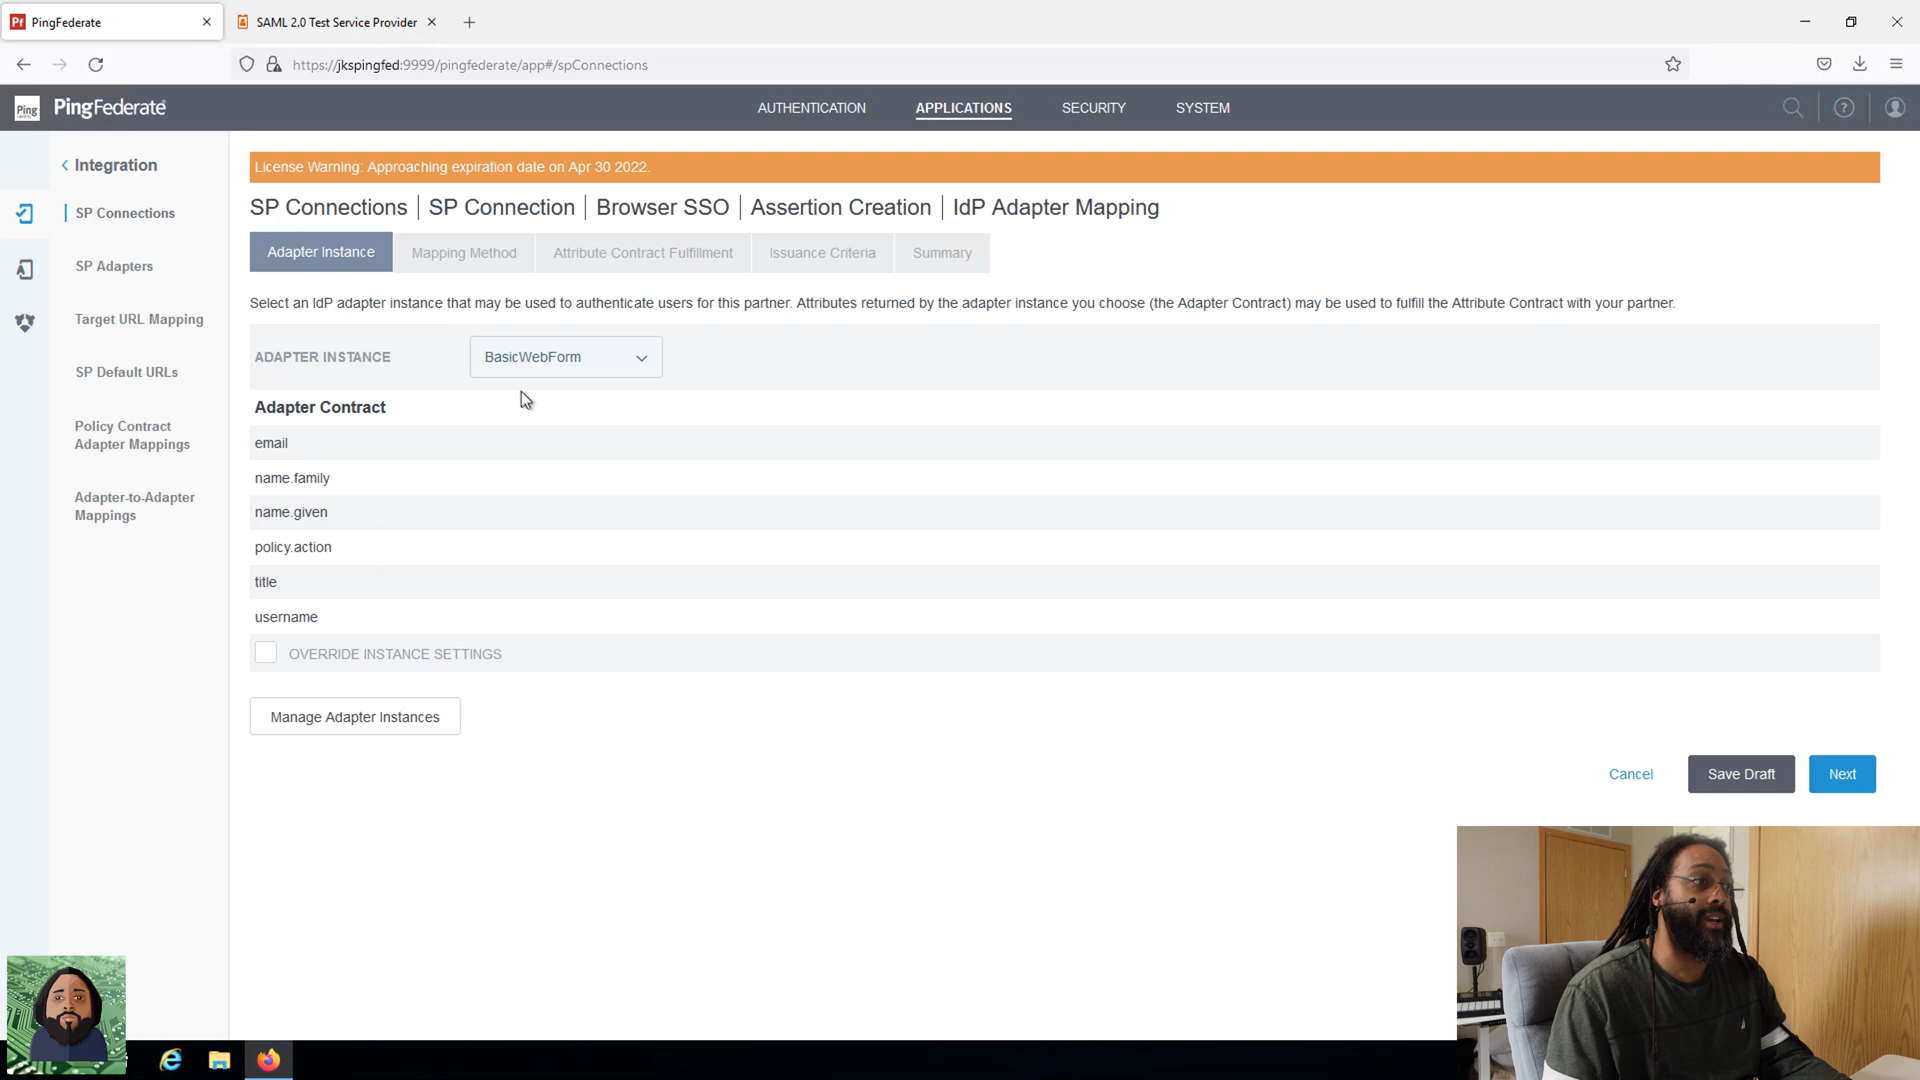 PingFederate
SAML 2.0 Test Service Provider
https://jkspingfed:9999/pingfederate/app#/spConnections
Ping
PingFederate
AUTHENTICATION
APPLICATIONS
SECURITY
SYSTEM
Integration
SP Connections
SP Adapters
Target URL Mapping
SP Default URLs
Policy Contract
Adapter Mappings
Adapter-to-Adapter
Mappings
License Warning: Approaching expiration date on Apr 30 2022.
SP Connections | SP Connection | Browser SSO | Assertion Creation | IdP Adapter Mapping
Adapter Instance
Mapping Method
Attribute Contract Fulfillment
Issuance Criteria
Summary
Select an IdP adapter instance that may be used to authenticate users for this partner. Attributes returned by the adapter instance you choose (the Adapter Contract) may be used to fulfill the Attribute Contract with your partner.
ADAPTER INSTANCE
BasicWebForm
Adapter Contract
email
name.family
name.given
policy.action
title
username
OVERRIDE INSTANCE SETTINGS
Manage Adapter Instances
Cancel
Save Draft
Next